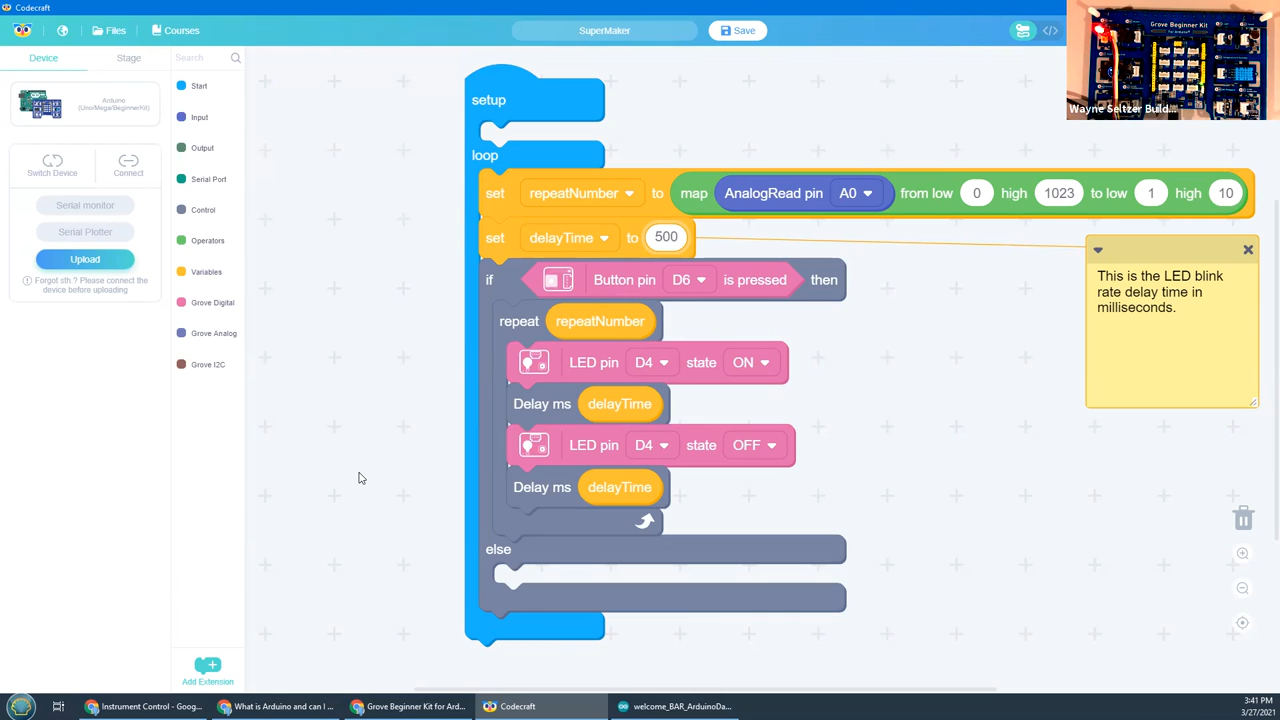 Codecraft
Files
Courses
SuperMaker
Save
</>
Grove Beginner Kit
Wayne Seltzer Build...
Device
Stage
Search
Arduino
(Uno/Mega/BeginnerKit)
Switch Device
Connect
Serial monitor
Serial Plotter
Upload
Forgot sth ? Please connect the
device before uploading
Start
Input
Output
Serial Port
Control
Operators
Variables
Grove Digital
Grove Analog
Grove I2C
Add Extension
setup
loop
set repeatNumber to map AnalogRead pin A0 from low 0 high 1023 to low 1 high 10
set delayTime to 500
if Button pin D6 is pressed then
repeat repeatNumber
LED pin D4 state ON
Delay ms delayTime
LED pin D4 state OFF
Delay ms delayTime
else
This is the LED blink
rate delay time in
milliseconds.
Instrument Control - Goog...
What is Arduino and can I ...
Grove Beginner Kit for Ard...
Codecraft
welcome_BAR_ArduinoDa...
3:41 PM
3/27/2021